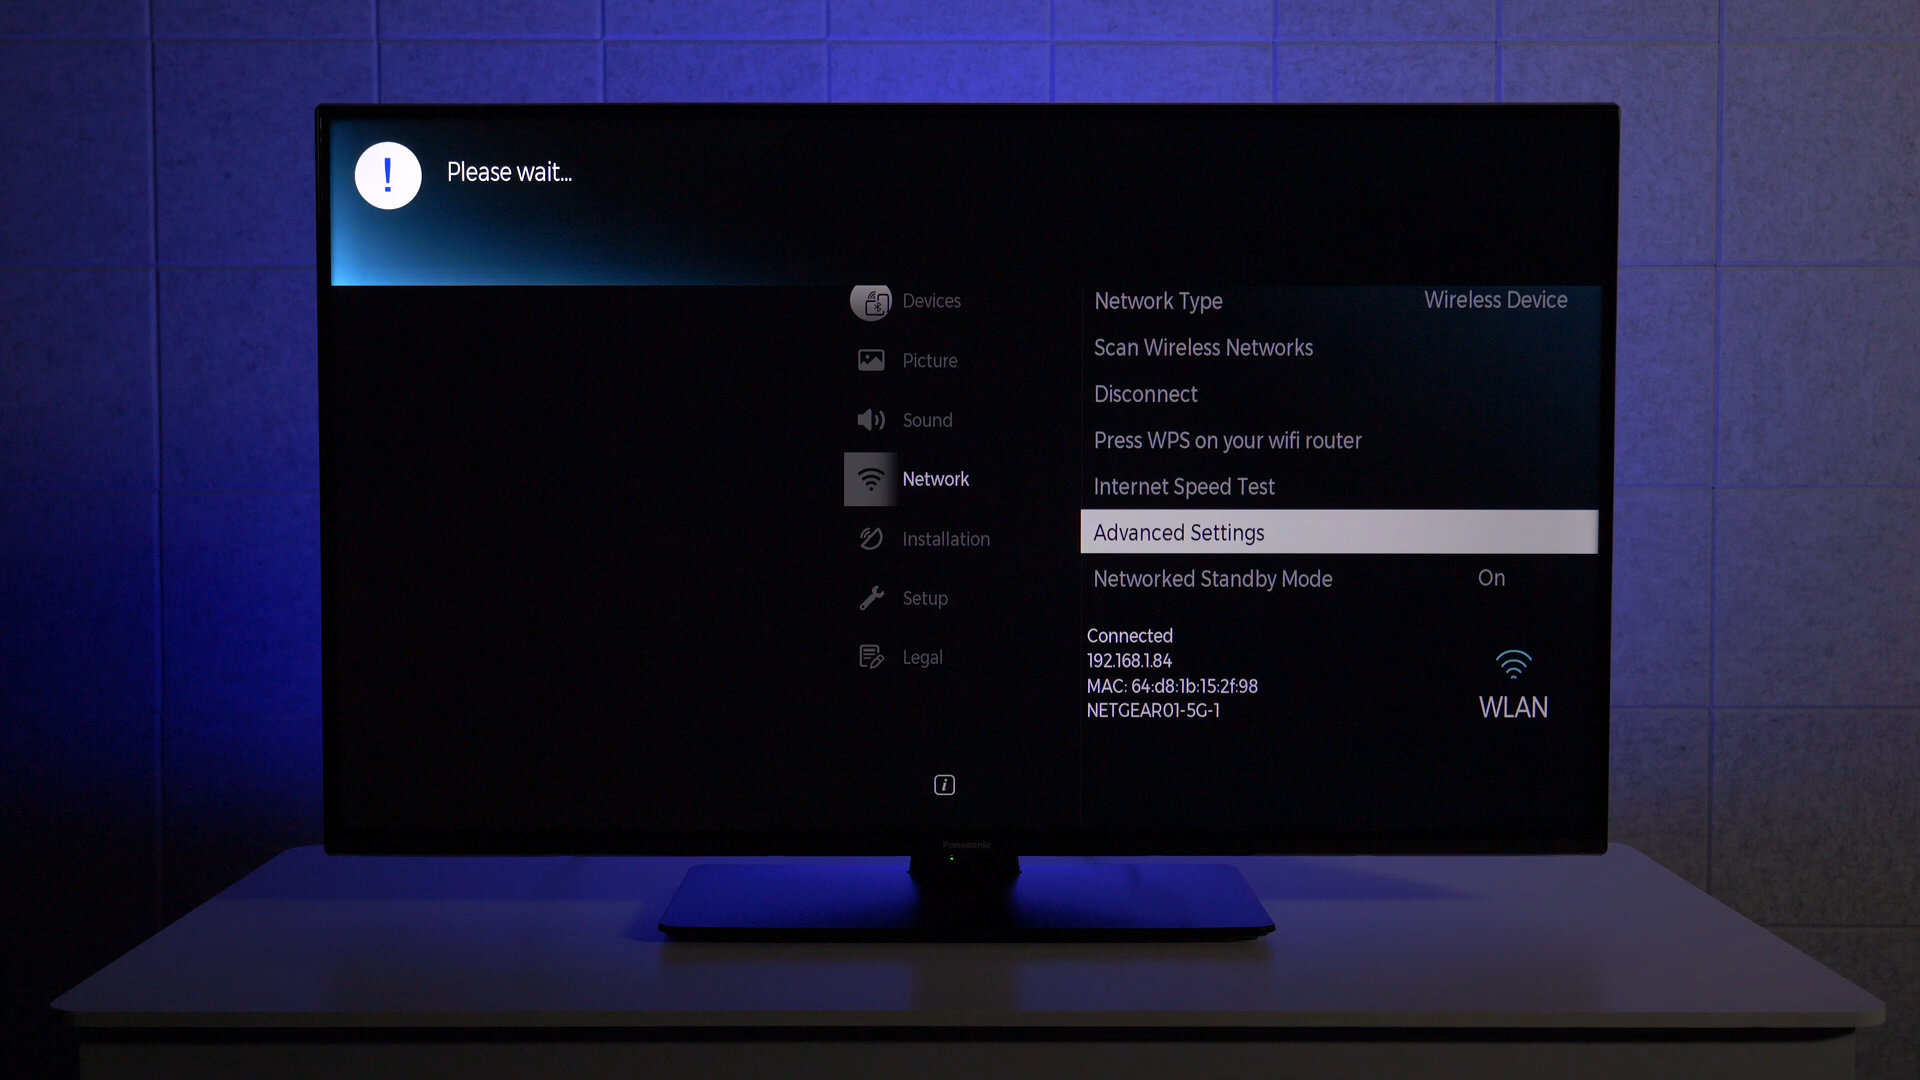 Please wait...
Devices
Picture
Sound
Network
Installation
Setup
Legal
Network Type Wireless Device
Scan Wireless Networks
Disconnect
Press WPS on your wifi router
Internet Speed Test
Advanced Settings
Networked Standby Mode On
Connected
192.168.1.84
MAC: 64:d8:1b:15:2f:98
NETGEAR01-5G-1
WLAN
Panasonic